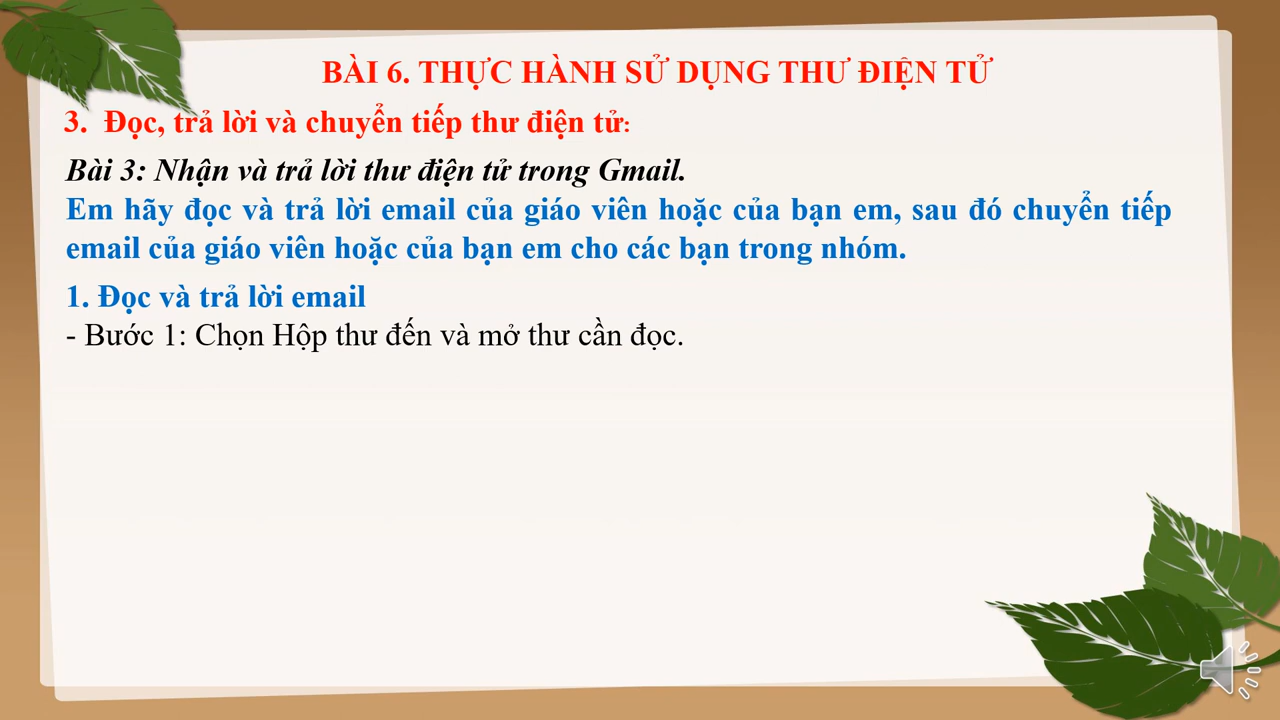 BÀI 6. THỰC HÀNH SỬ DỤNG THƯ ĐIỆN TỬ
3. Đọc, trả lời và chuyển tiếp thư điện tử:
Bài 3: Nhận và trả lời thư điện tử trong Gmail.
Em hãy đọc và trả lời email của giáo viên hoặc của bạn em, sau đó chuyển tiếp
email của giáo viên hoặc của bạn em cho các bạn trong nhóm.
1. Đọc và trả lời email
- Bước 1: Chọn Hộp thư đến và mở thư cần đọc.